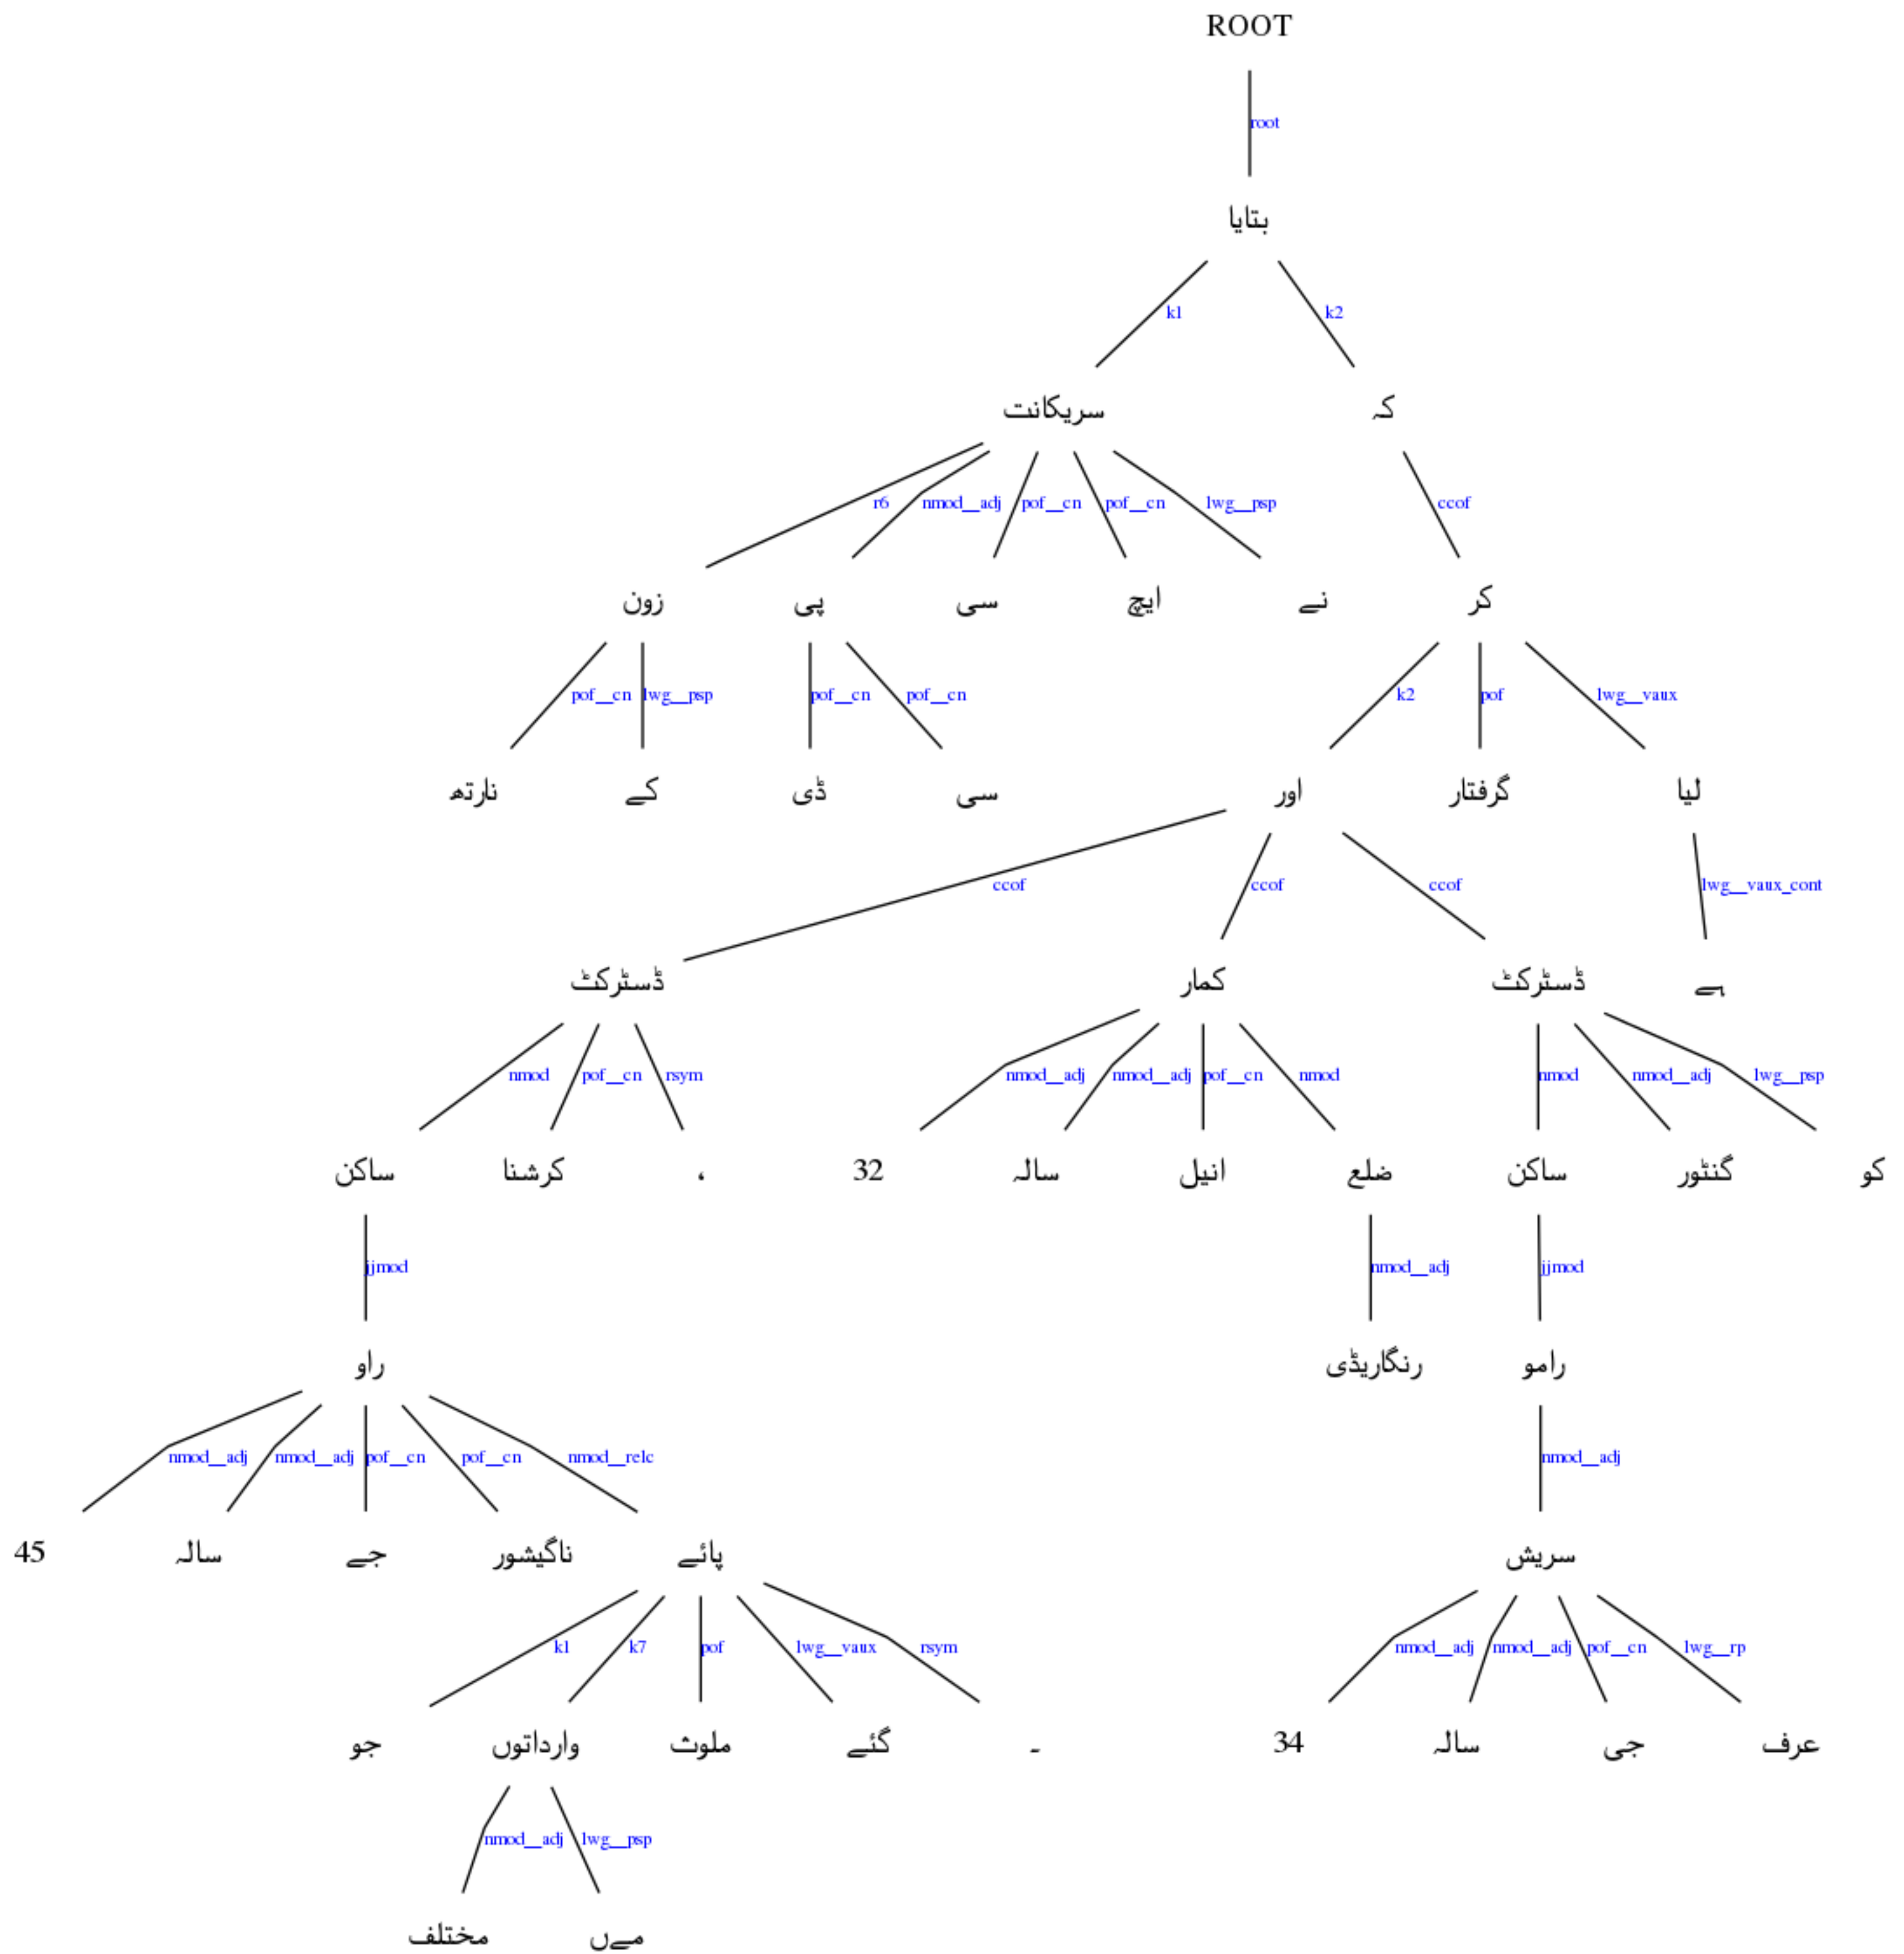 ROOT
root
بتایا
k1 k2
سریکانت کہ
r6 nmod__adj pof__cn pof__cn lwg__psp ccof
زون پی سی ایچ نے کر
pof__cn lwg__psp pof__cn pof__cn k2 pof lwg__vaux
نارتھ کے ڈی سی اور گرفتار لیا
ccof ccof ccof lwg__vaux_cont
ڈسٹرکٹ کمار ڈسٹرکٹ ہے
nmod pof__cn rsym nmod__adj nmod__adj pof__cn nmod nmod nmod__adj lwg__psp
ساکن کرشنا ، 32 سالہ انیل ضلع ساکن گنٹور کو
jjmod nmod__adj jjmod
راو رنگاریڈی رامو
nmod__adj nmod__adj pof__cn pof__cn nmod__relc nmod__adj
45 سالہ جے ناگیشور پائے سریش
k1 k7 pof lwg__vaux rsym nmod__adj nmod__adj pof__cn lwg__rp
جو وارداتوں ملوث گئے ۔ 34 سالہ جی عرف
nmod__adj lwg__psp
مختلف مےں